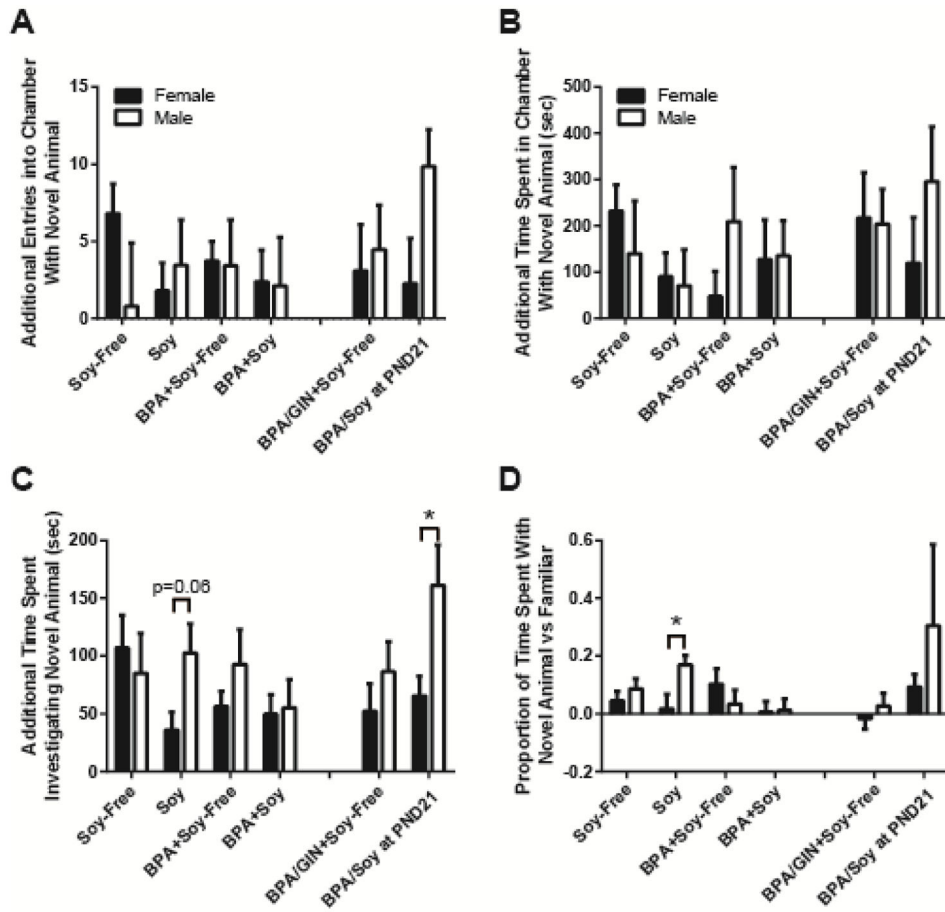 A
Additional Entries into Chamber
With Novel Animal
15
10
5
0
Female
Male
Soy-Free
Soy
BPA+Soy-Free
BPA+Soy
BPA/GIN+Soy-Free
BPA/Soy at PND21
B
Additional Time Spent in Chamber
With Novel Animal (sec)
500
400
300
200
100
0
Female
Male
Soy-Free
Soy
BPA+Soy-Free
BPA+Soy
BPA/GIN+Soy-Free
BPA/Soy at PND21
C
Additional Time Spent
Investigating Novel Animal (sec)
200
150
100
50
0
p=0.06
*
Soy-Free
Soy
BPA+Soy-Free
BPA+Soy
BPA/GIN+Soy-Free
BPA/Soy at PND21
D
Proportion of Time Spent With
Novel Animal vs Familiar
0.6
0.4
0.2
0.0
-0.2
*
Soy-Free
Soy
BPA+Soy-Free
BPA+Soy
BPA/GIN+Soy-Free
BPA/Soy at PND21